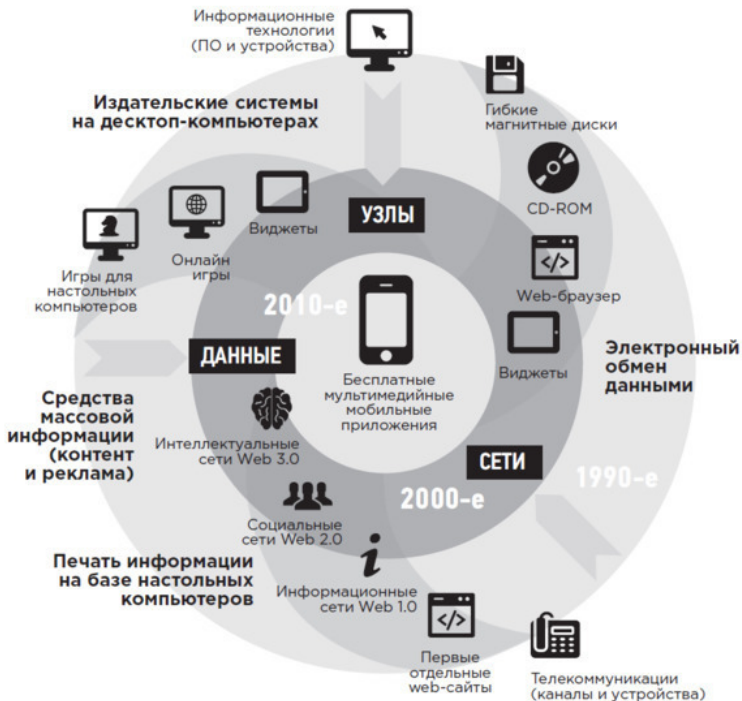 Информационные
технологии
(ПО и устройства)
Издательские системы
на десктоп-компьютерах
Гибкие
магнитные диски
CD-ROM
УЗЛЫ
Виджеты
Онлайн
игры
Игры для
настольных
компьютеров
Web-браузер
2010-е
ДАННЫЕ
Виджеты
Электронный
обмен
данными
Бесплатные
мультимедийные
мобильные
приложения
Средства
массовой
информации
(контент
и реклама)
Интеллектуальные
сети Web 3.0
СЕТИ
1990-е
2000-е
Социальные
сети Web 2.0
Печать информации
на базе настольных
компьютеров
Информационные
сети Web 1.0
Первые
отдельные
web-сайты
Телекоммуникации
(каналы и устройства)